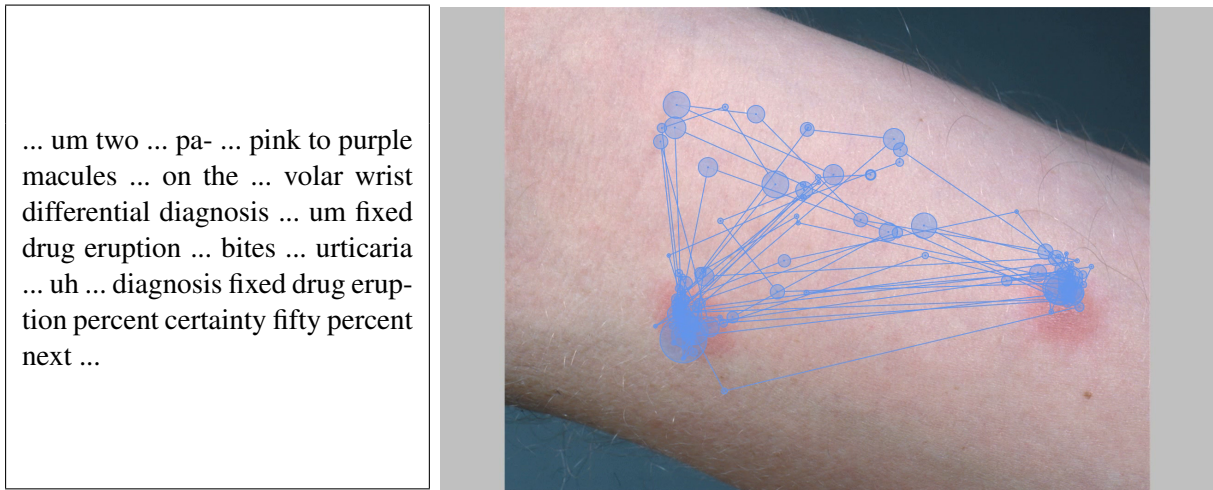 ... um two ... pa- ... pink to purple
macules ... on the ... volar wrist
differential diagnosis ... um fixed
drug eruption ... bites ... urticaria
... uh ... diagnosis fixed drug erup-
tion percent certainty fifty percent
next ...